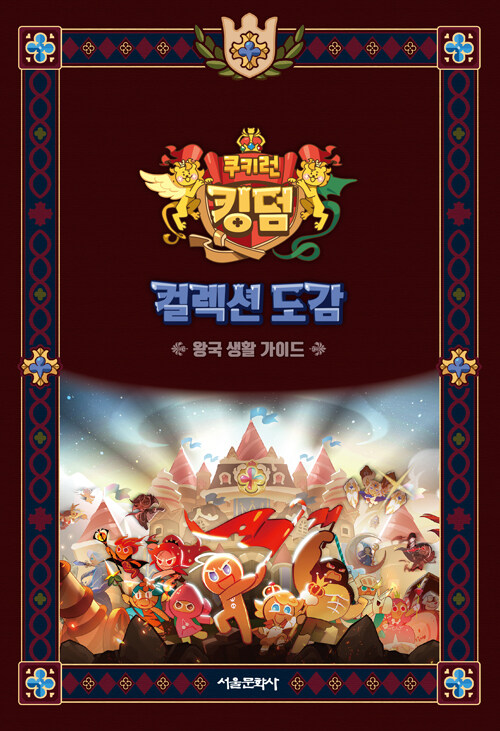 쿠키런
킹덤
컬렉션 도감
왕국 생활 가이드
서울문화사